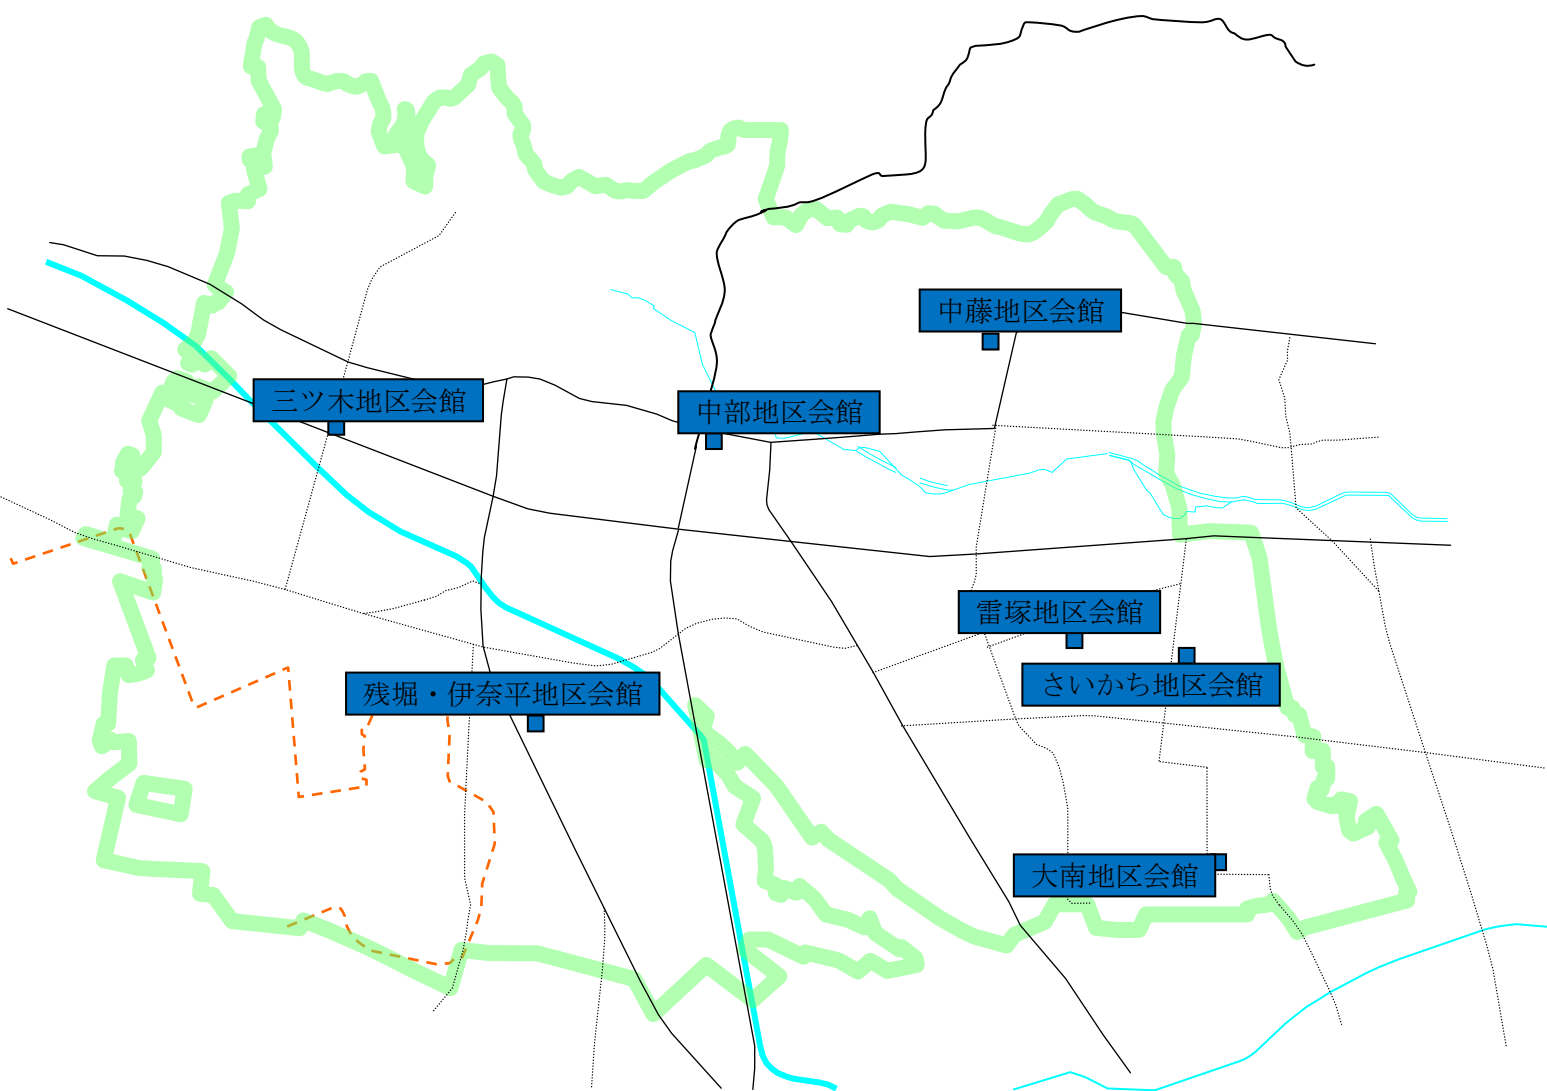 中藤地区会館
三ツ木地区会館
中部地区会館
雷塚地区会館
さいかち地区会館
残堀・伊奈平地区会館
大南地区会館